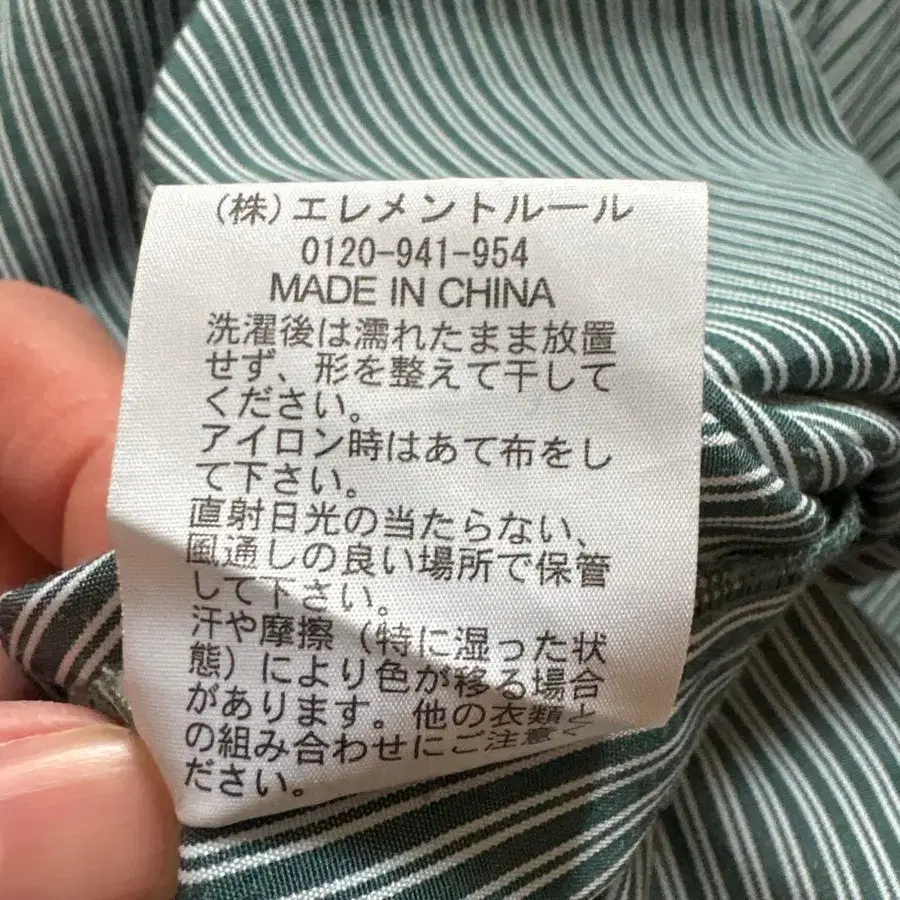 (株)エレメントルール
0120-941-954
MADE IN CHINA
洗濯後は濡れたまま放置
せず、形を整えて干して
ください。
アイロン時はあて布をし
て下さい。
直射日光の当たらない、
風通しの良い場所で保管
して下さい。
汗や摩擦(特に湿った状
態)により色が移る場合
があります。他の衣類と
の組み合わせにご注意く
ださい。